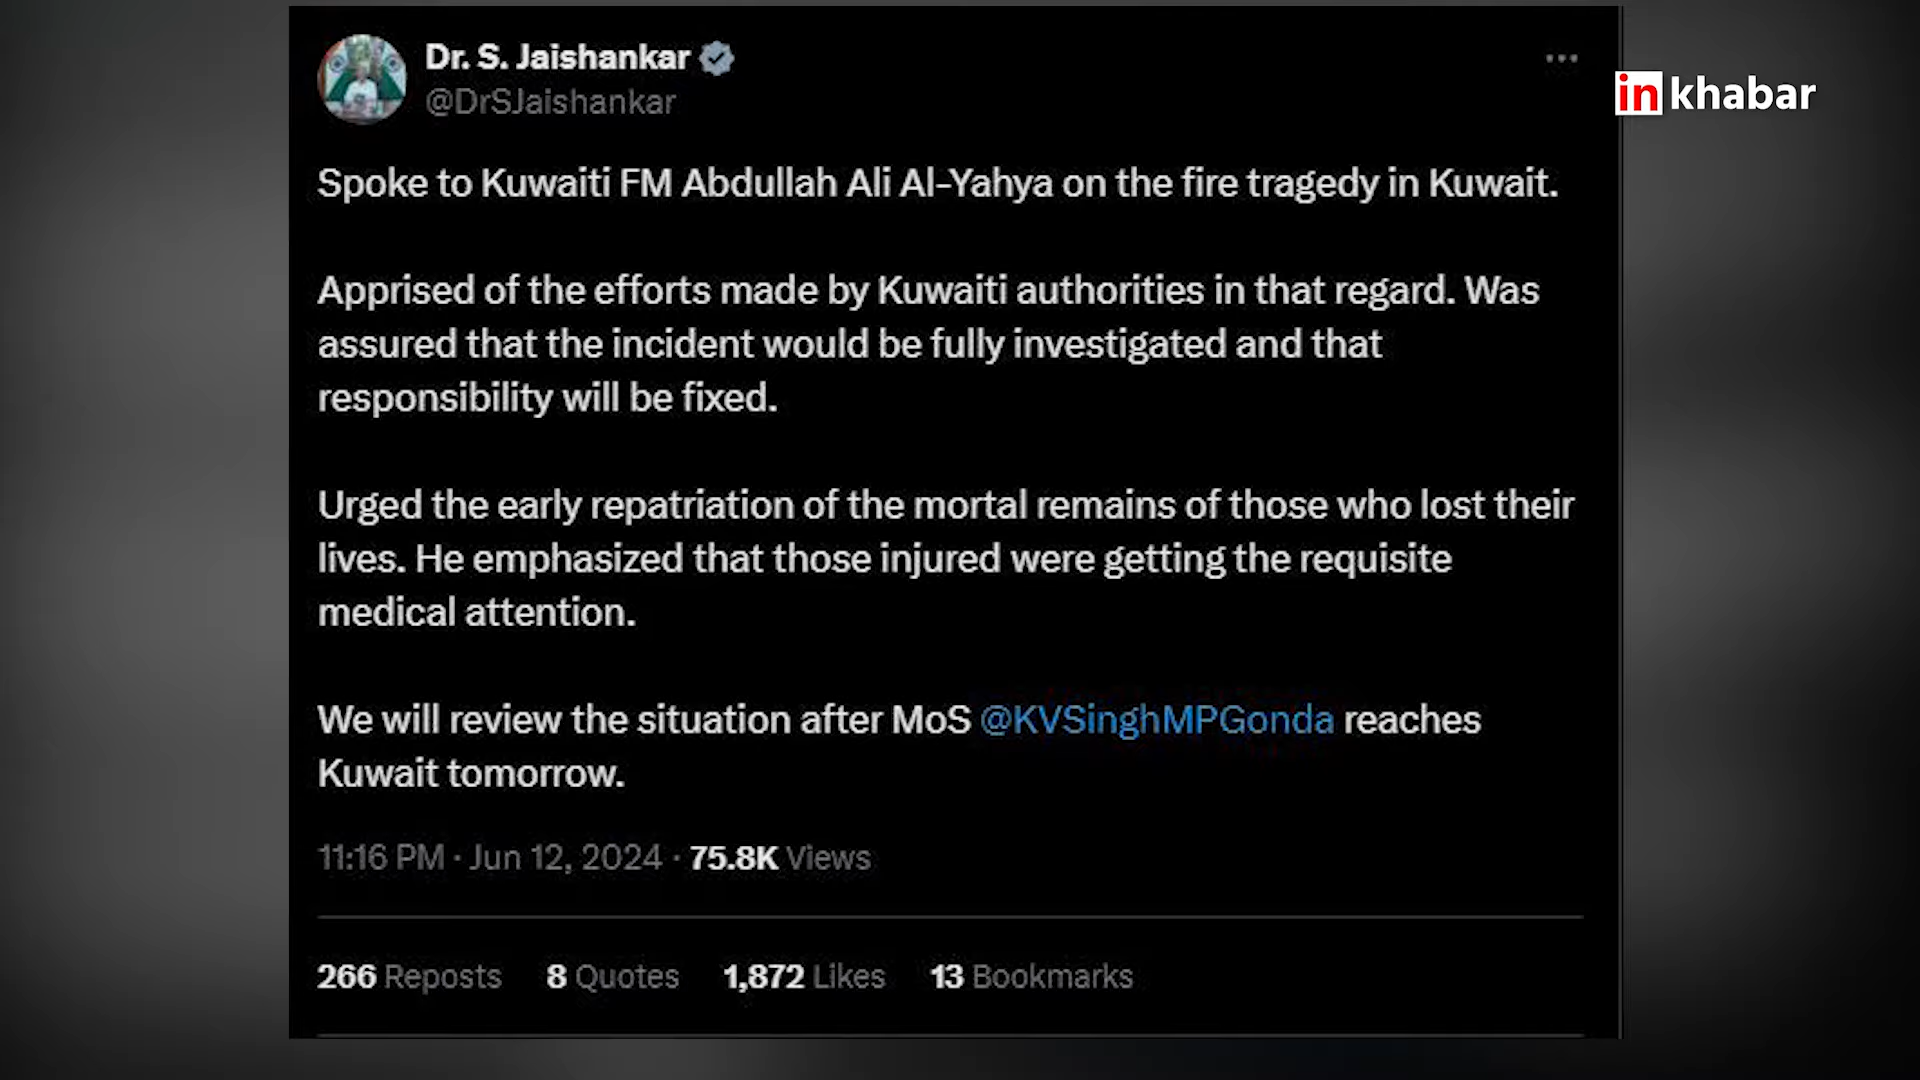 Dr. S. Jaishankar
@DrSJaishankar
inkhabar
Spoke to Kuwaiti FM Abdullah Ali Al-Yahya on the fire tragedy in Kuwait.
Apprised of the efforts made by Kuwaiti authorities in that regard. Was
assured that the incident would be fully investigated and that
responsibility will be fixed.
Urged the early repatriation of the mortal remains of those who lost their
lives. He emphasized that those injured were getting the requisite
medical attention.
We will review the situation after MoS @KVSinghMPGonda reaches
Kuwait tomorrow.
11:16 PM · Jun 12, 2024 · 75.8K Views
266 Reposts 8 Quotes 1,872 Likes 13 Bookmarks